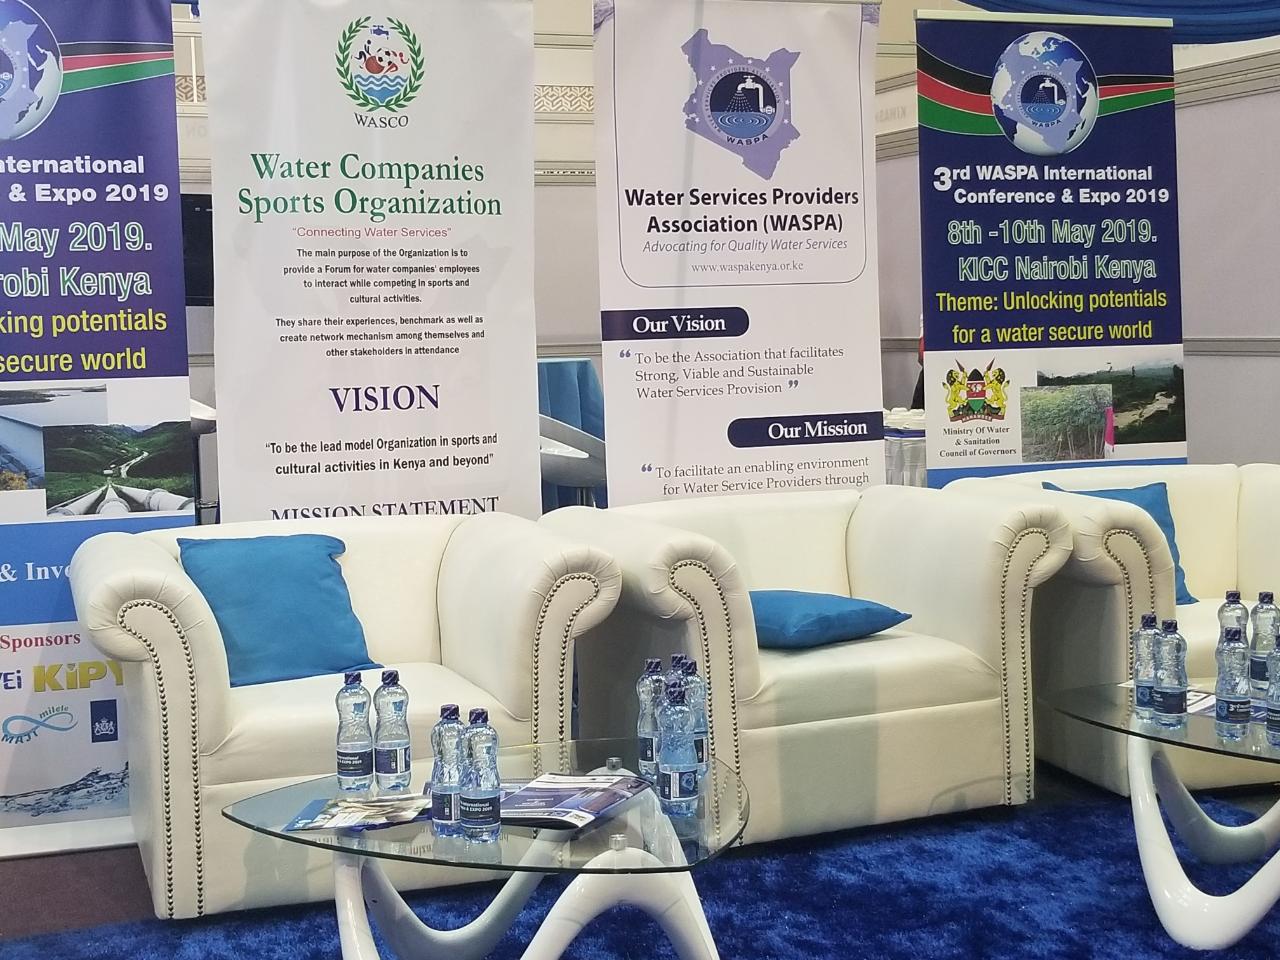 nternational
& Expo 2019
May 2019.
robi Kenya
king potentials
secure world
& Inve
Sponsors
KiPY
milele
MAJI
WASCO
Water Companies
Sports Organization
"Connecting Water Services"
The main purpose of the Organization is to
provide a Forum for water companies' employees
to interact while competing in sports and
cultural activities.
They share their experiences, benchmark as well as
create network mechanism among themselves and
other stakeholders in attendance
VISION
"To be the lead model Organization in sports and
cultural activities in Kenya and beyond"
MISSION STATEMENT
WASPA
Water Services Providers
Association (WASPA)
Advocating for Quality Water Services
www.waspakenya.or.ke
Our Vision
“ To be the Association that facilitates
Strong, Viable and Sustainable
Water Services Provision ”
Our Mission
“ To facilitate an enabling environment
for Water Service Providers through
WASPA
3rd WASPA International
Conference & Expo 2019
8th -10th May 2019.
KICC Nairobi Kenya
Theme: Unlocking potentials
for a water secure world
Ministry Of Water
& Sanitation
Council of Governors